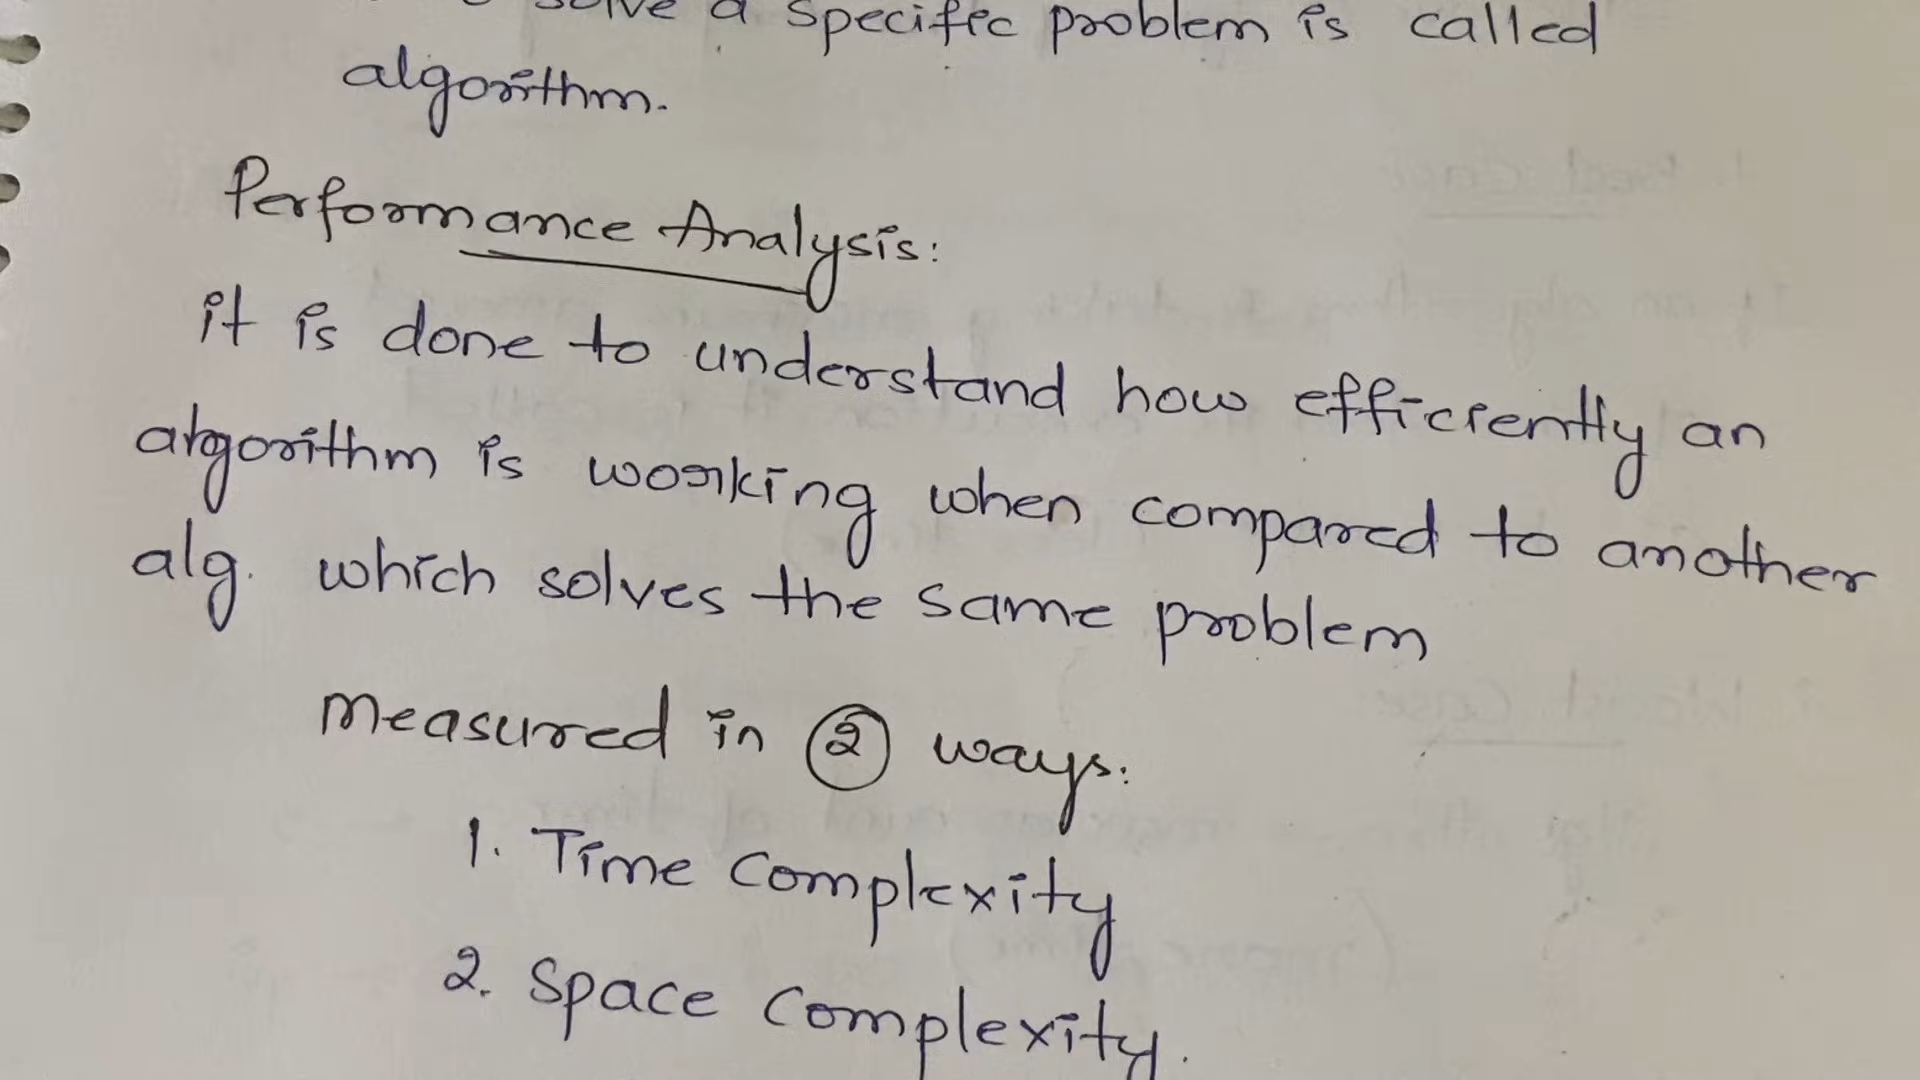 solve a specific problem is called
algorithm.
Performance Analysis:
it is done to understand how efficiently an
algorithm is working when compared to another
alg. which solves the same problem
Measured in 2 ways:
1. Time Complexity
2. Space Complexity.